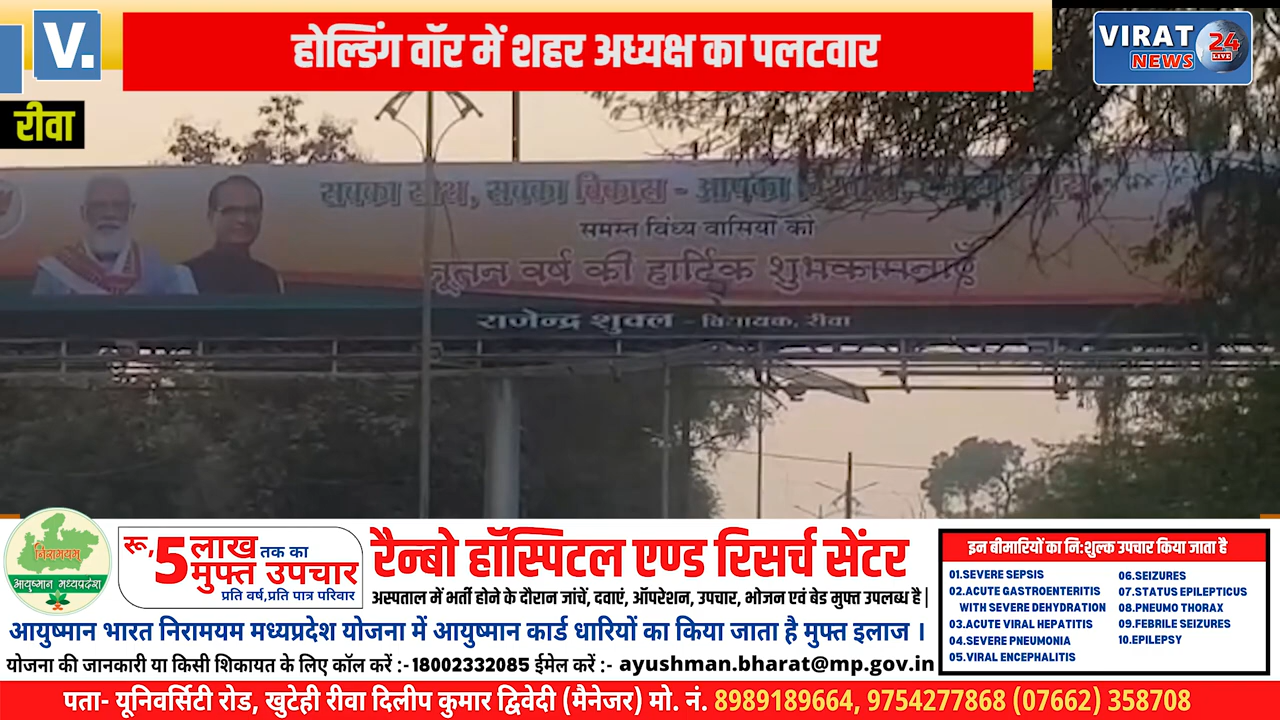 V.
होल्डिंग वॉर में शहर अध्यक्ष का पलटवार
VIRAT
NEWS
24
LIVE
रीवा
सबका साथ, सबका विकास - आपका
समस्त विंध्य वासियों को
नूतन वर्ष की हार्दिक शुभकामनाएँ
राजेन्द्र शुक्ल - विधायक, रीवा
निरामयम्
आयुष्मान मध्यप्रदेश
रू,5 लाख तक का
मुफ्त उपचार
प्रति वर्ष,प्रति पात्र परिवार
रैन्बो हॉस्पिटल एण्ड रिसर्च सेंटर
अस्पताल में भर्ती होने के दौरान जांचें, दवाएं, ऑपरेशन, उपचार, भोजन एवं बेड मुफ्त उपलब्ध है|
आयुष्मान भारत निरामयम मध्यप्रदेश योजना में आयुष्मान कार्ड धारियों का किया जाता है मुफ्त इलाज ।
योजना की जानकारी या किसी शिकायत के लिए कॉल करें :- 18002332085 ईमेल करें :- ayushman.bharat@mp.gov.in
इन बीमारियों का नि:शुल्क उपचार किया जाता है
01.SEVERE SEPSIS
02.ACUTE GASTROENTERITIS
WITH SEVERE DEHYDRATION
03.ACUTE VIRAL HEPATITIS
04.SEVERE PNEUMONIA
05.VIRAL ENCEPHALITIS
06.SEIZURES
07.STATUS EPILEPTICUS
08.PNEUMO THORAX
09.FEBRILE SEIZURES
10.EPILEPSY
पता- यूनिवर्सिटी रोड, खुटेही रीवा दिलीप कुमार द्विवेदी (मैनेजर) मो. नं. 8989189664, 9754277868 (07662) 358708